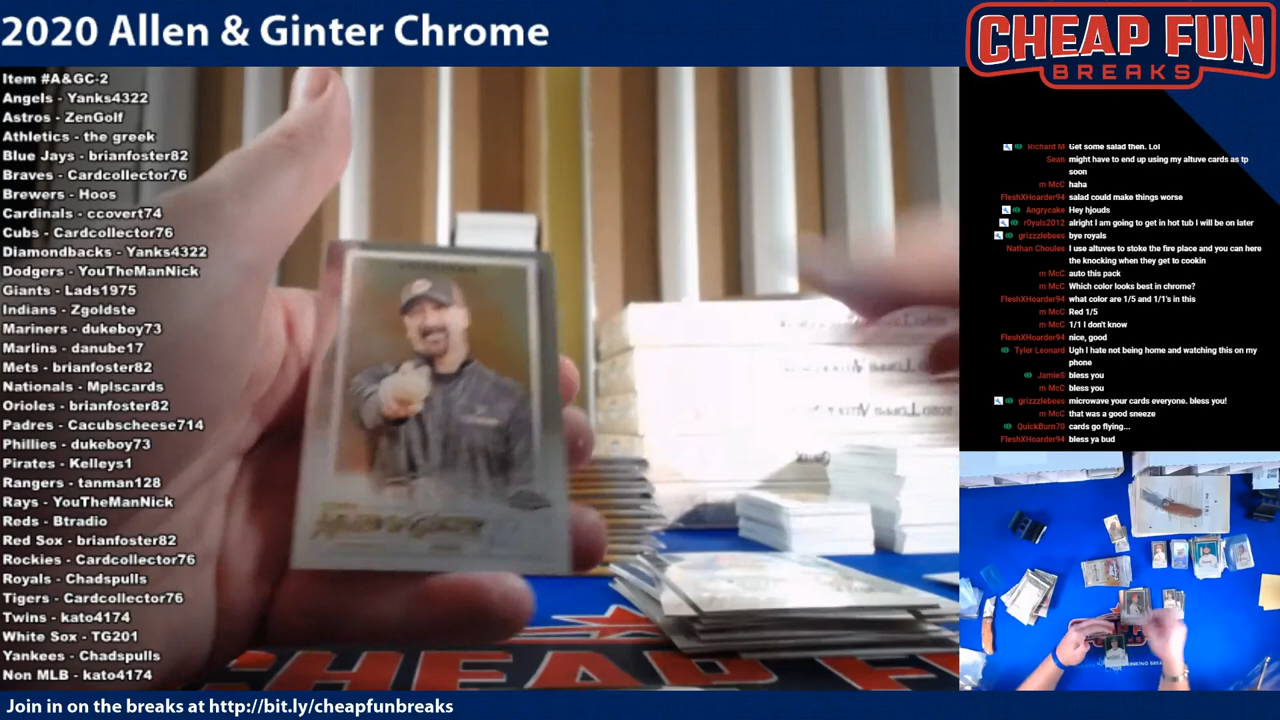 2020 Allen & Ginter Chrome
CHEAP FUN
BREAKS
Item #A&GC-2
Angels - Yanks4322
Astros - ZenGolf
Athletics - the greek
Blue Jays - brianfoster82
Braves - Cardcollector76
Brewers - Hoos
Cardinals - ccovert74
Cubs - Cardcollector76
Diamondbacks - Yanks4322
Dodgers - YouTheManNick
Giants - Lads1975
Indians - Zgoldste
Mariners - dukeboy73
Marlins - danube17
Mets - brianfoster82
Nationals - Mplscards
Orioles - brianfoster82
Padres - Cacubscheese714
Phillies - dukeboy73
Pirates - Kelleys1
Rangers - tanman128
Rays - YouTheManNick
Reds - Btradio
Red Sox - brianfoster82
Rockies - Cardcollector76
Royals - Chadspulls
Tigers - Cardcollector76
Twins - kato4174
White Sox - TG201
Yankees - Chadspulls
Non MLB - kato4174
Richard M Get some salad then. Lol
Sean might have to end up using my altuve cards as tp
soon
m McC haha
FleshXHoarder94 salad could make things worse
Angrycake Hey hjouds
r0yals2012 alright I am going to get in hot tub I will be on later
grizzzlebees bye royals
Nathan Choules I use altuves to stoke the fire place and you can here
the knocking when they get to cookin
m McC auto this pack
m McC Which color looks best in chrome?
FleshXHoarder94 what color are 1/5 and 1/1's in this
m McC Red 1/5
m McC 1/1 I don't know
FleshXHoarder94 nice, good
Tyler Leonard Ugh I hate not being home and watching this on my
phone
JamieS bless you
m McC bless you
grizzzlebees microwave your cards everyone. bless you!
m McC that was a good sneeze
QuickBurn70 cards go flying...
FleshXHoarder94 bless ya bud
CHEAP F
Join in on the breaks at http://bit.ly/cheapfunbreaks